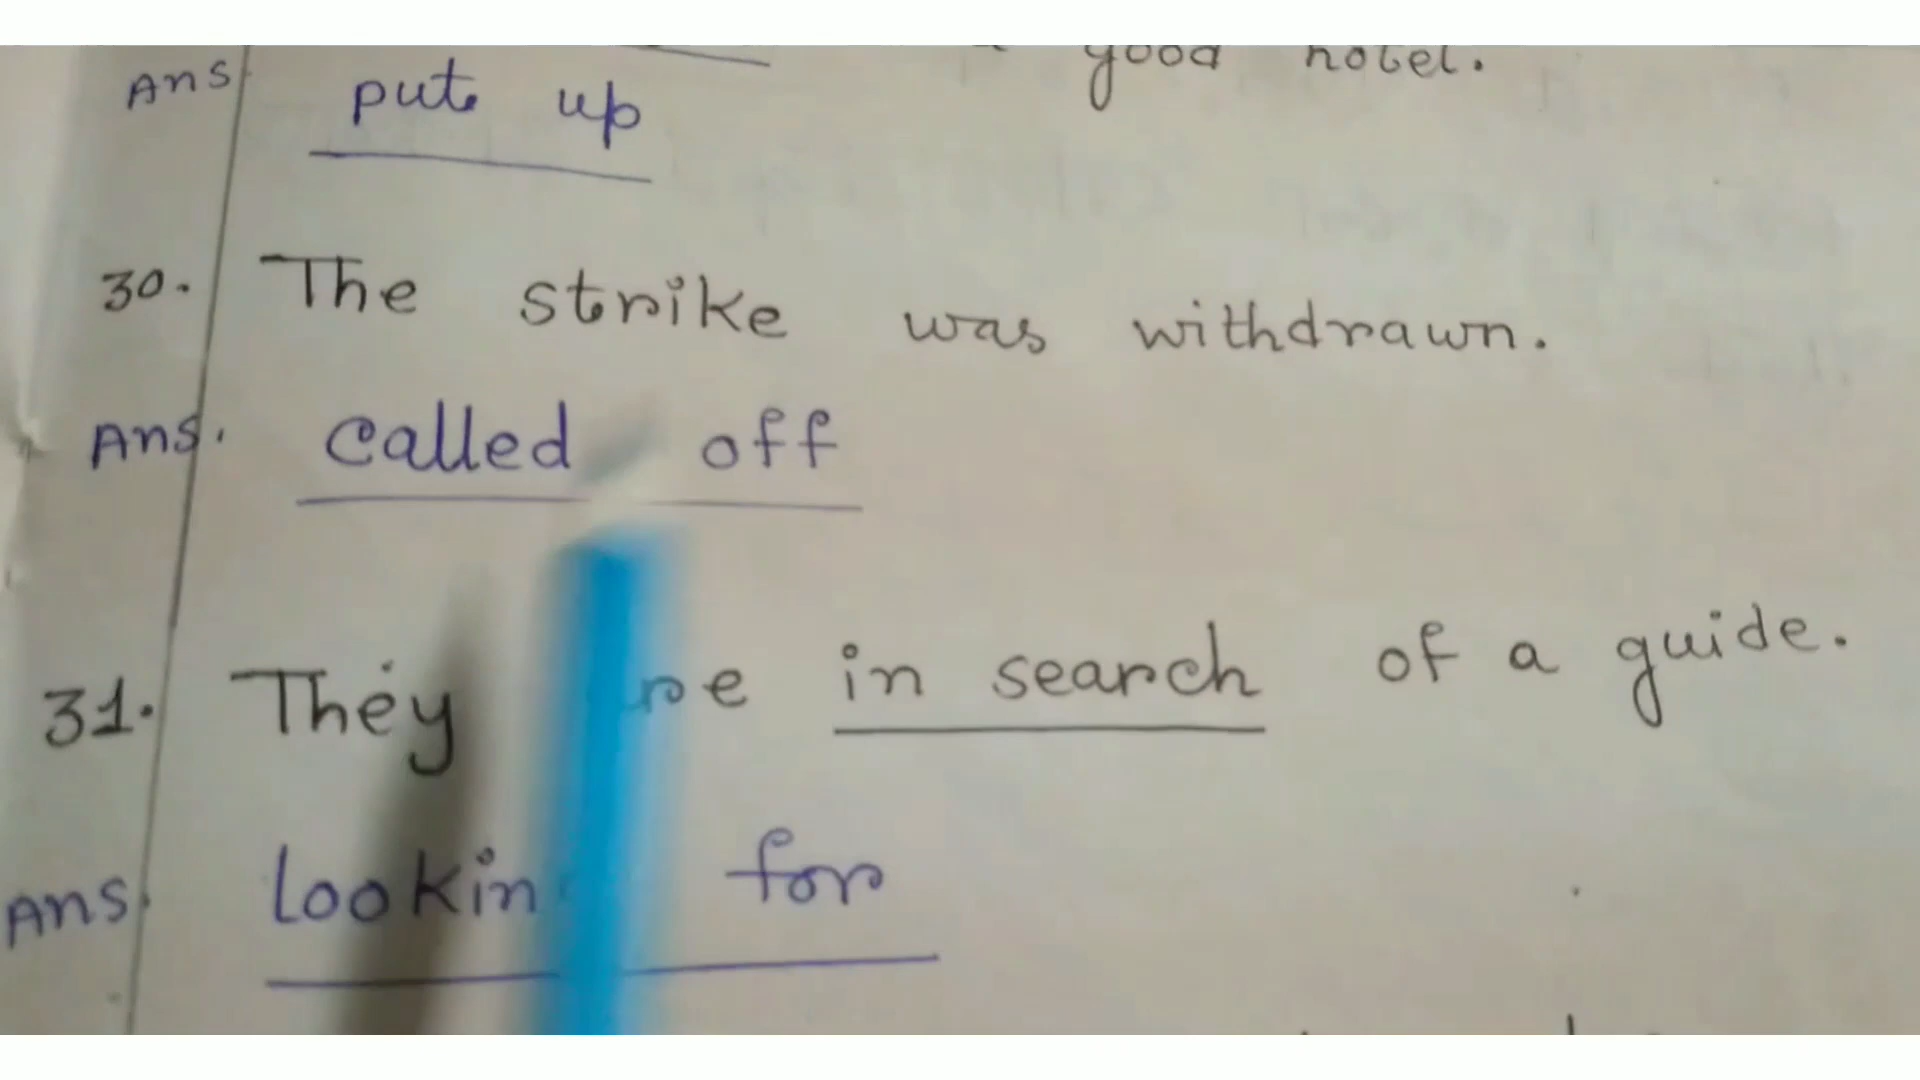 good hotel.
Ans put up
30. The strike was withdrawn.
Ans. called off
31. They in search of a guide.
Ans. for